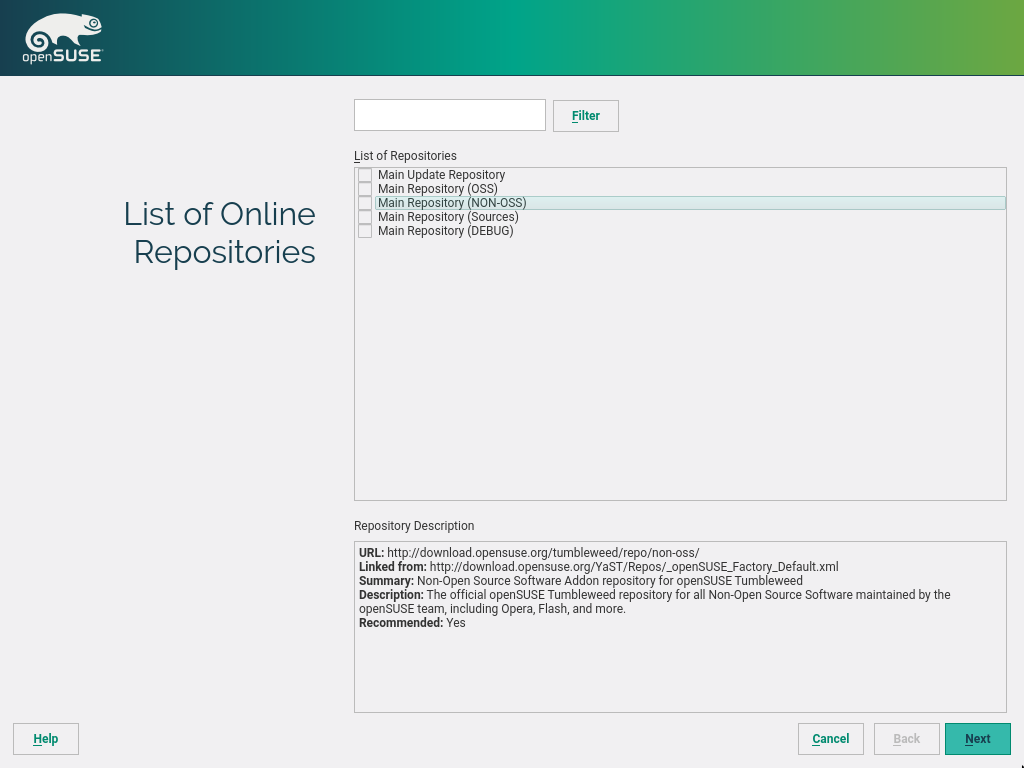 openSUSE
Filter
List of Repositories
Main Update Repository
Main Repository (OSS)
Main Repository (NON-OSS)
Main Repository (Sources)
Main Repository (DEBUG)
List of Online
Repositories
Repository Description
URL: http://download.opensuse.org/tumbleweed/repo/non-oss/
Linked from: http://download.opensuse.org/YaST/Repos/_openSUSE_Factory_Default.xml
Summary: Non-Open Source Software Addon repository for openSUSE Tumbleweed
Description: The official openSUSE Tumbleweed repository for all Non-Open Source Software maintained by the
openSUSE team, including Opera, Flash, and more.
Recommended: Yes
Help
Cancel
Back
Next